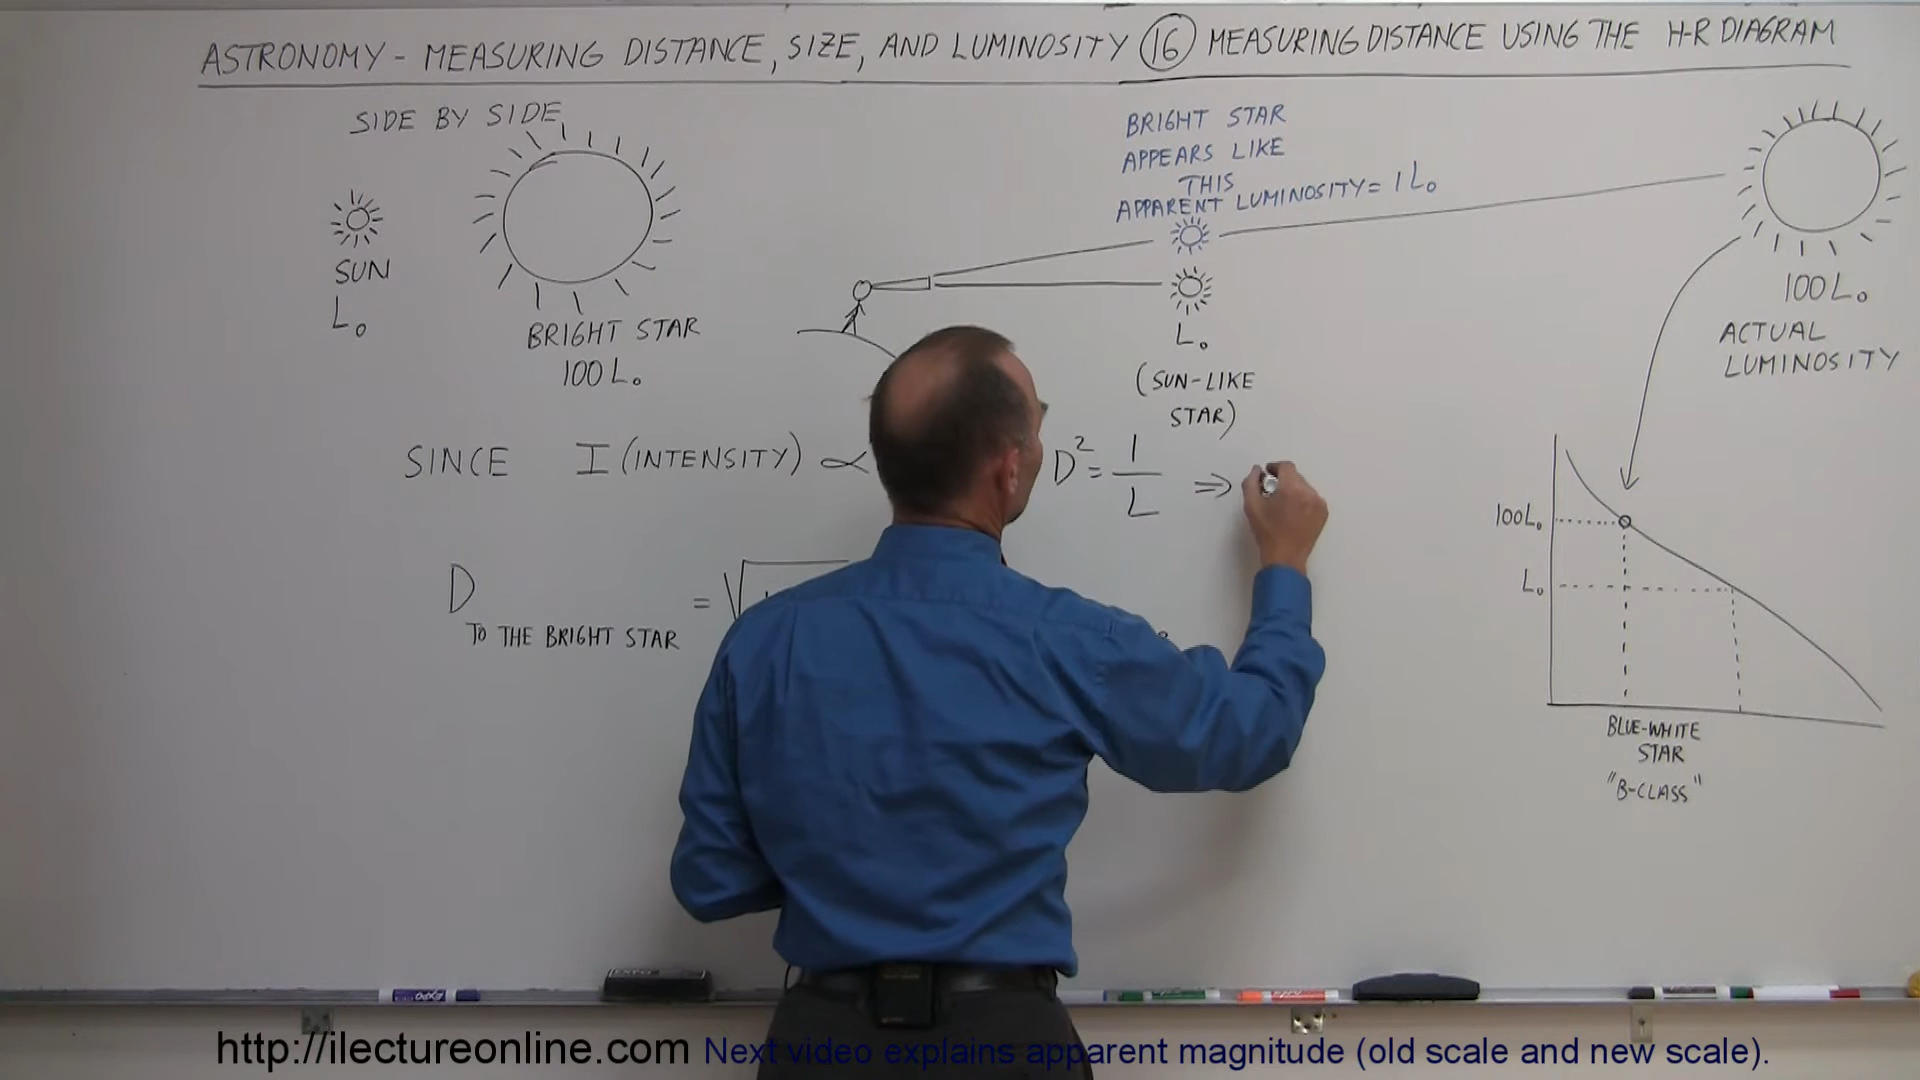 ASTRONOMY - MEASURING DISTANCE, SIZE, AND LUMINOSITY 16 MEASURING DISTANCE USING THE H-R DIAGRAM
SIDE BY SIDE
SUN
L₀
BRIGHT STAR
100 L₀
BRIGHT STAR
APPEARS LIKE
THIS
APPARENT LUMINOSITY = 1 L₀
L₀
(SUN-LIKE
STAR)
100 L₀
ACTUAL
LUMINOSITY
SINCE I (INTENSITY) ∝
D² = 1/L ⇒
D TO THE BRIGHT STAR = √
100L₀
L₀
BLUE-WHITE
STAR
"B-CLASS"
EXPO
EXPO
http://ilectureonline.com Next video explains apparent magnitude (old scale and new scale).